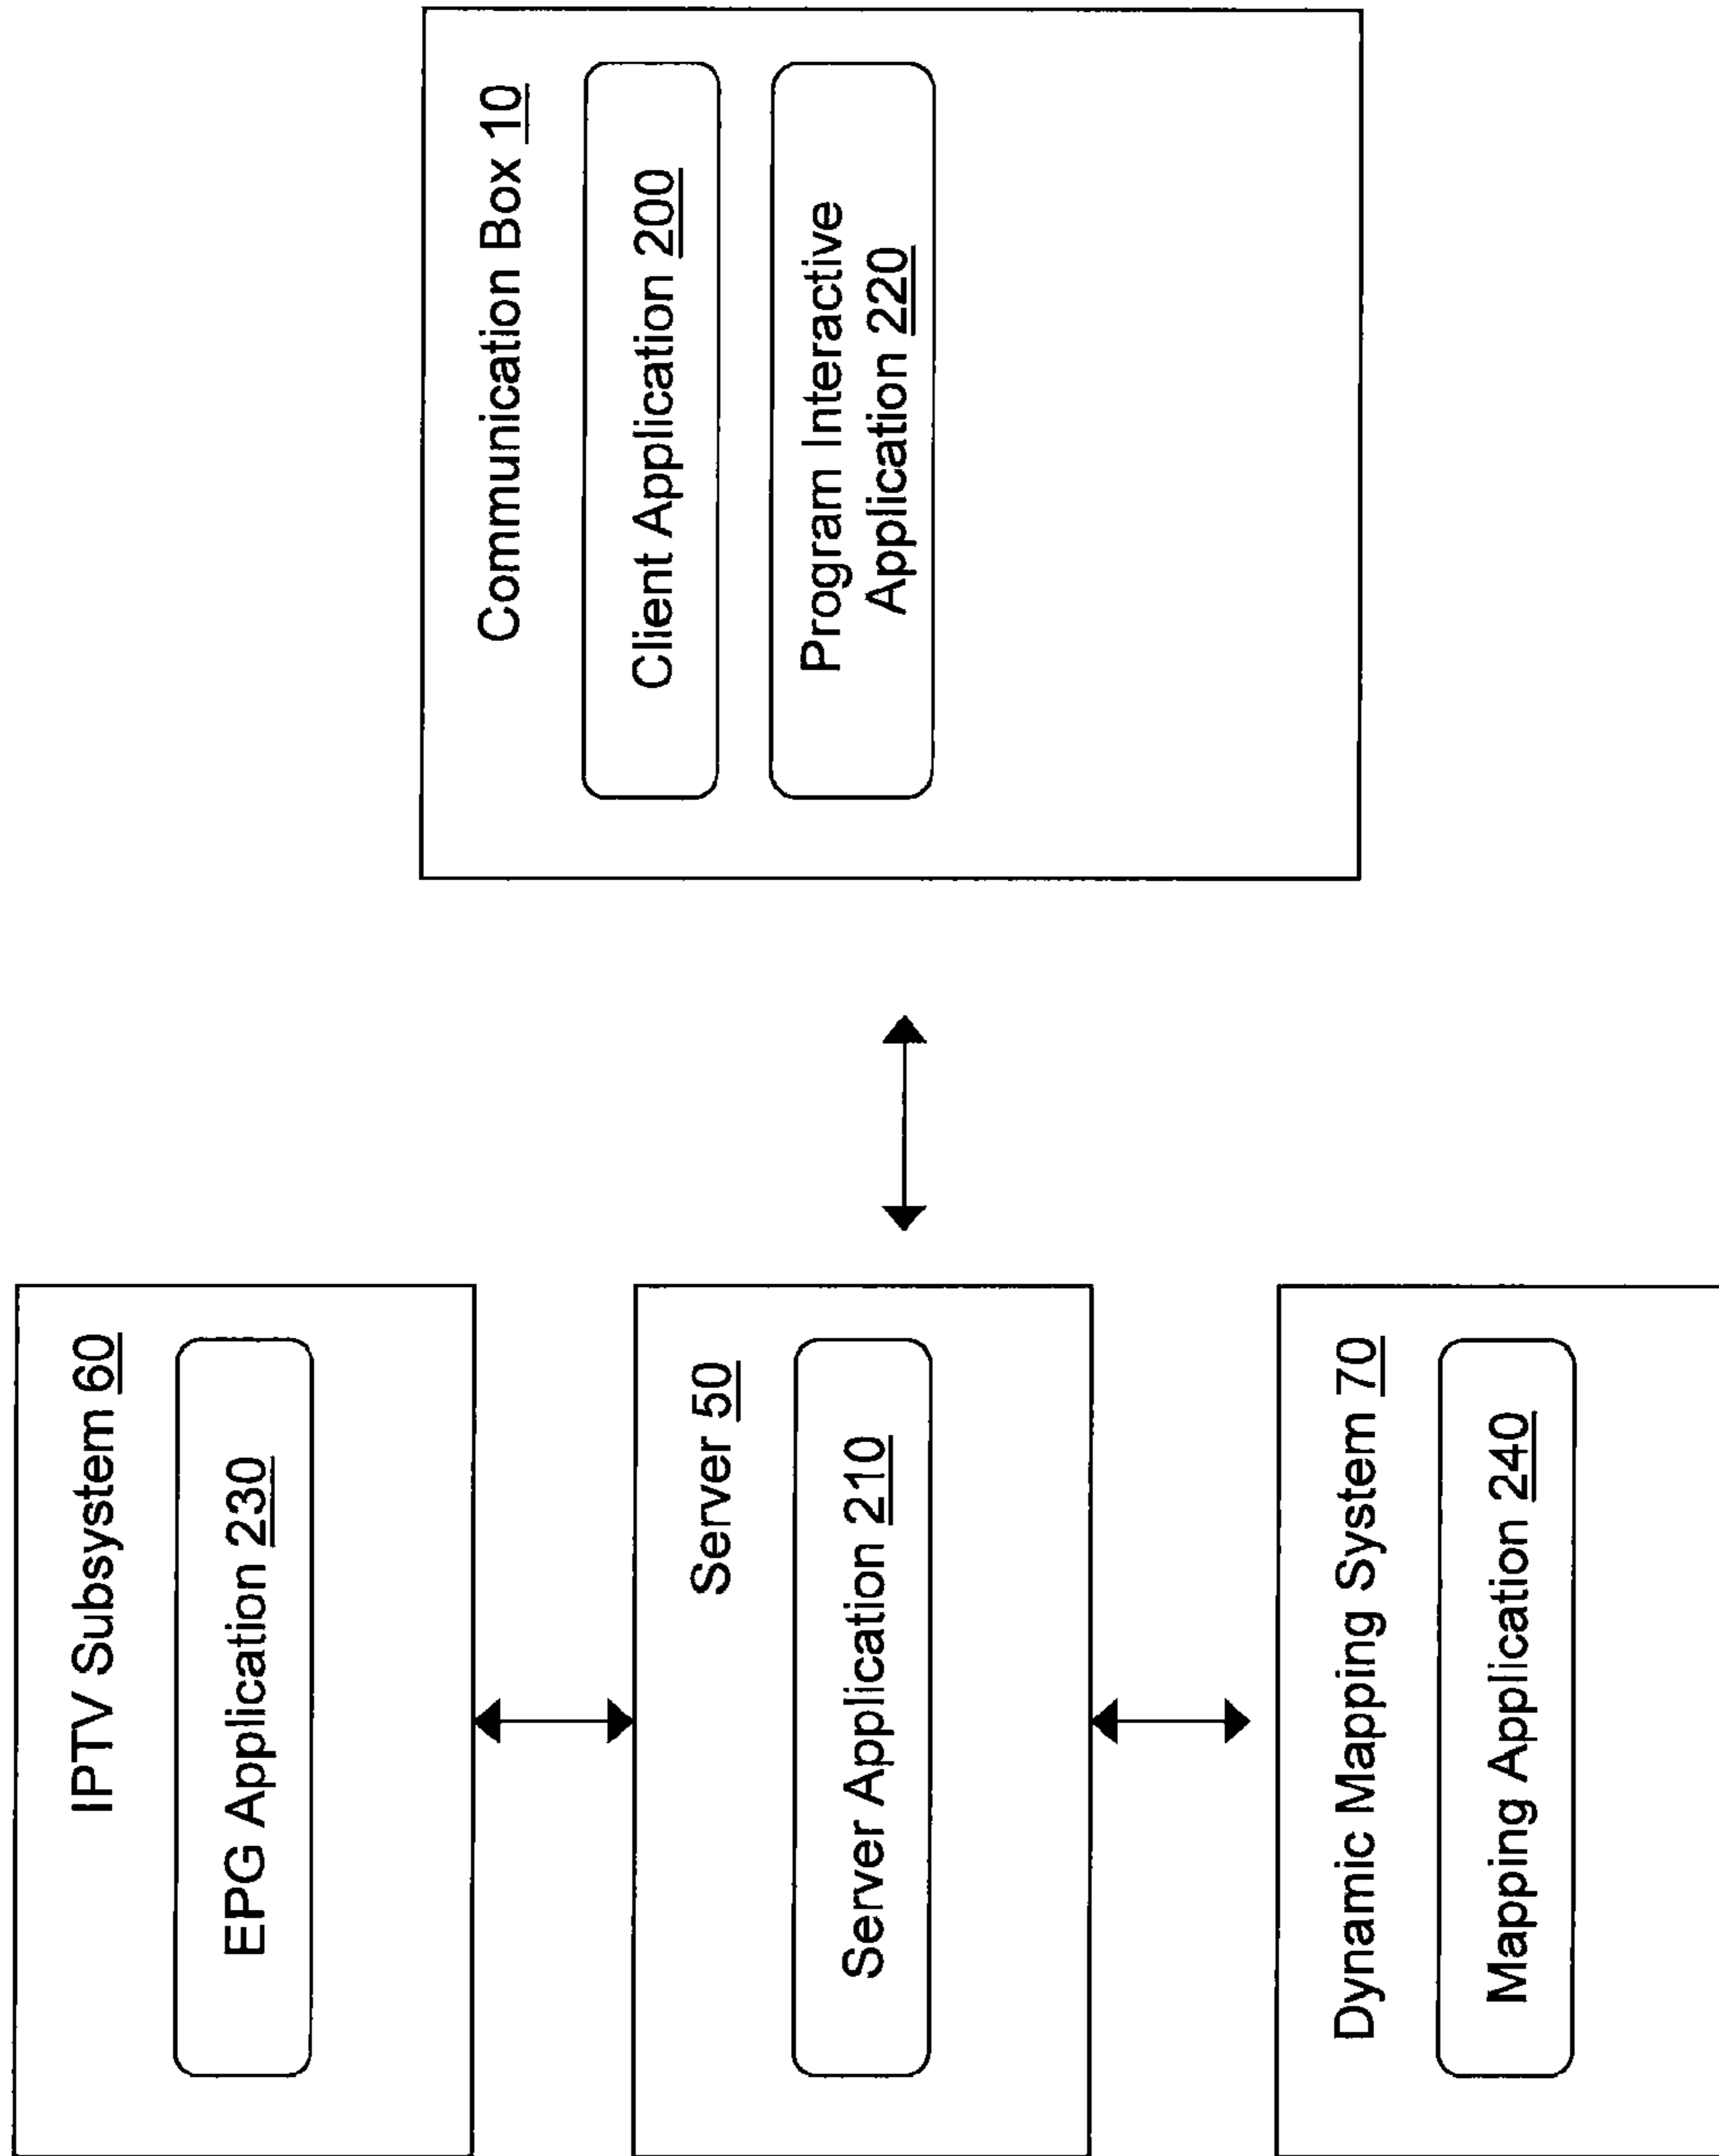 IPTV Subsystem 60
EPG Application 230
Server 50
Server Application 210
Dynamic Mapping System 70
Mapping Application 240
Communication Box 10
Client Application 200
Program Interactive
Application 220